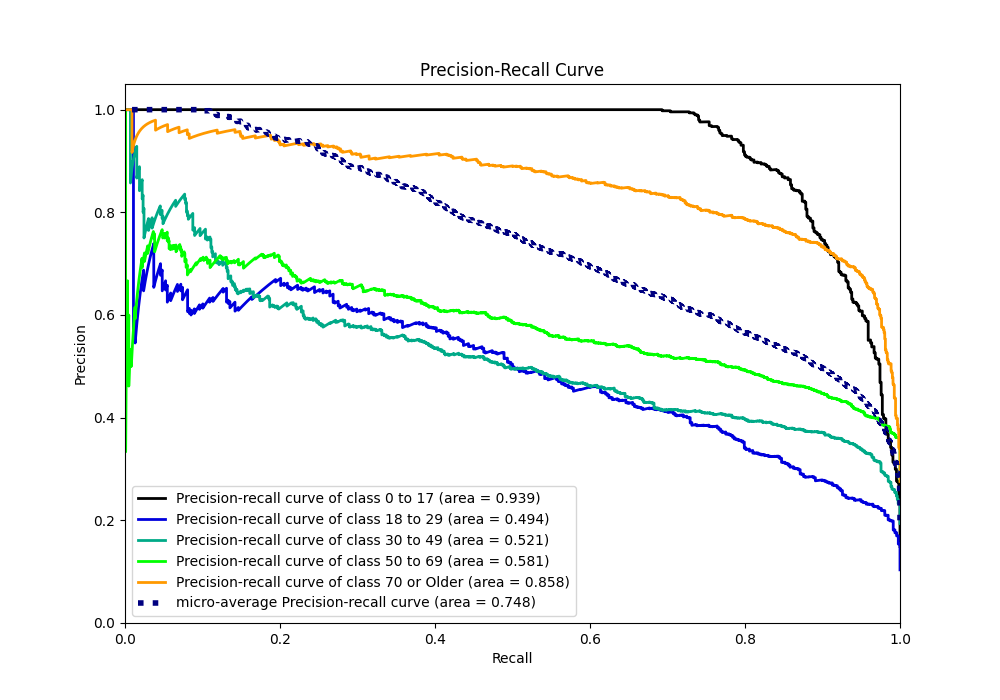 Precision-Recall Curve
1.0
0.8
0.6
0.4
0.2
0.0
Precision
Precision-recall curve of class 0 to 17 (area = 0.939)
Precision-recall curve of class 18 to 29 (area = 0.494)
Precision-recall curve of class 30 to 49 (area = 0.521)
Precision-recall curve of class 50 to 69 (area = 0.581)
Precision-recall curve of class 70 or Older (area = 0.858)
micro-average Precision-recall curve (area = 0.748)
0.0 0.2 0.4 0.6 0.8 1.0
Recall